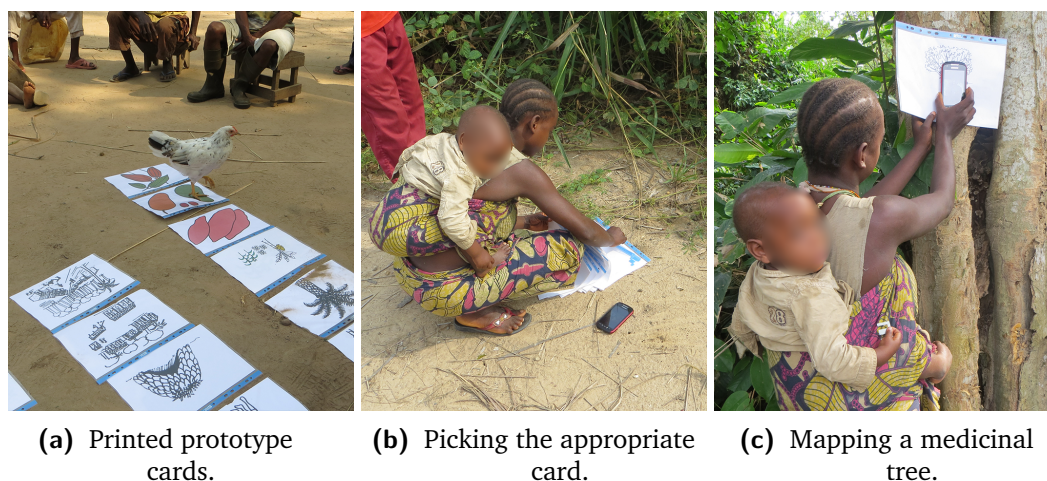 (a) Printed prototype
cards.
(b) Picking the appropriate
card.
(c) Mapping a medicinal
tree.